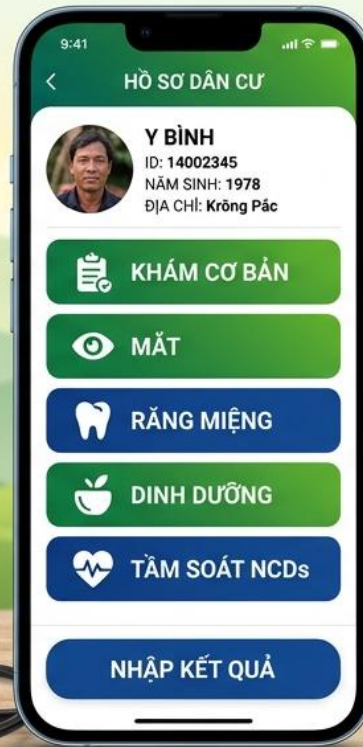 9:41
HỒ SƠ DÂN CƯ
Y BÌNH
ID: 14002345
NĂM SINH: 1978
ĐỊA CHỈ: Krông Pắc
KHÁM CƠ BẢN
MẮT
RĂNG MIỆNG
DINH DƯỠNG
TẦM SOÁT NCDs
NHẬP KẾT QUẢ